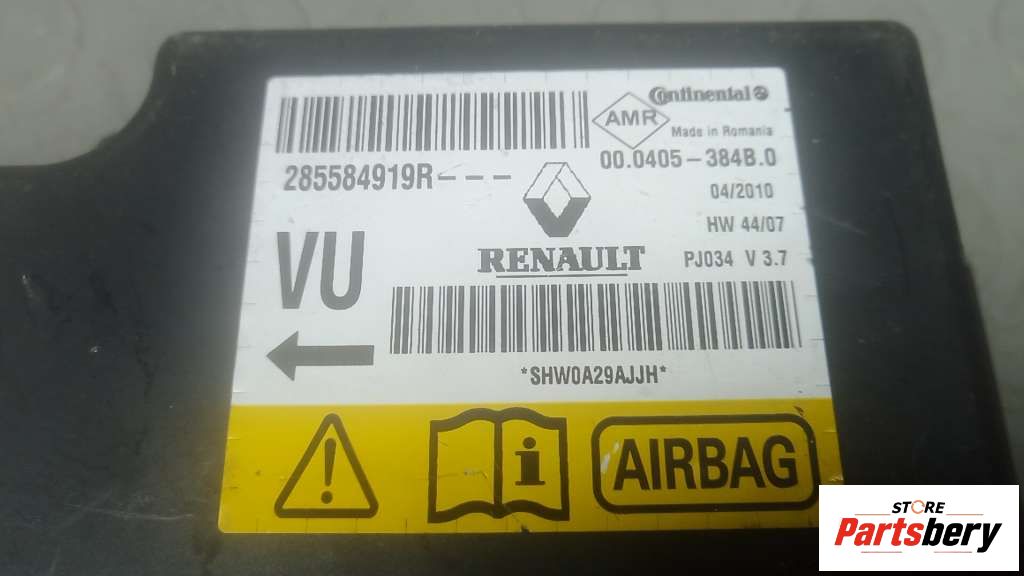 Continental
AMR
Made in Romania
285584919R---
00.0405-384B.0
04/2010
HW 44/07
VU
RENAULT
PJ034 V 3.7
*SHW0A29AJJH*
i
AIRBAG
STORE
Partsbery